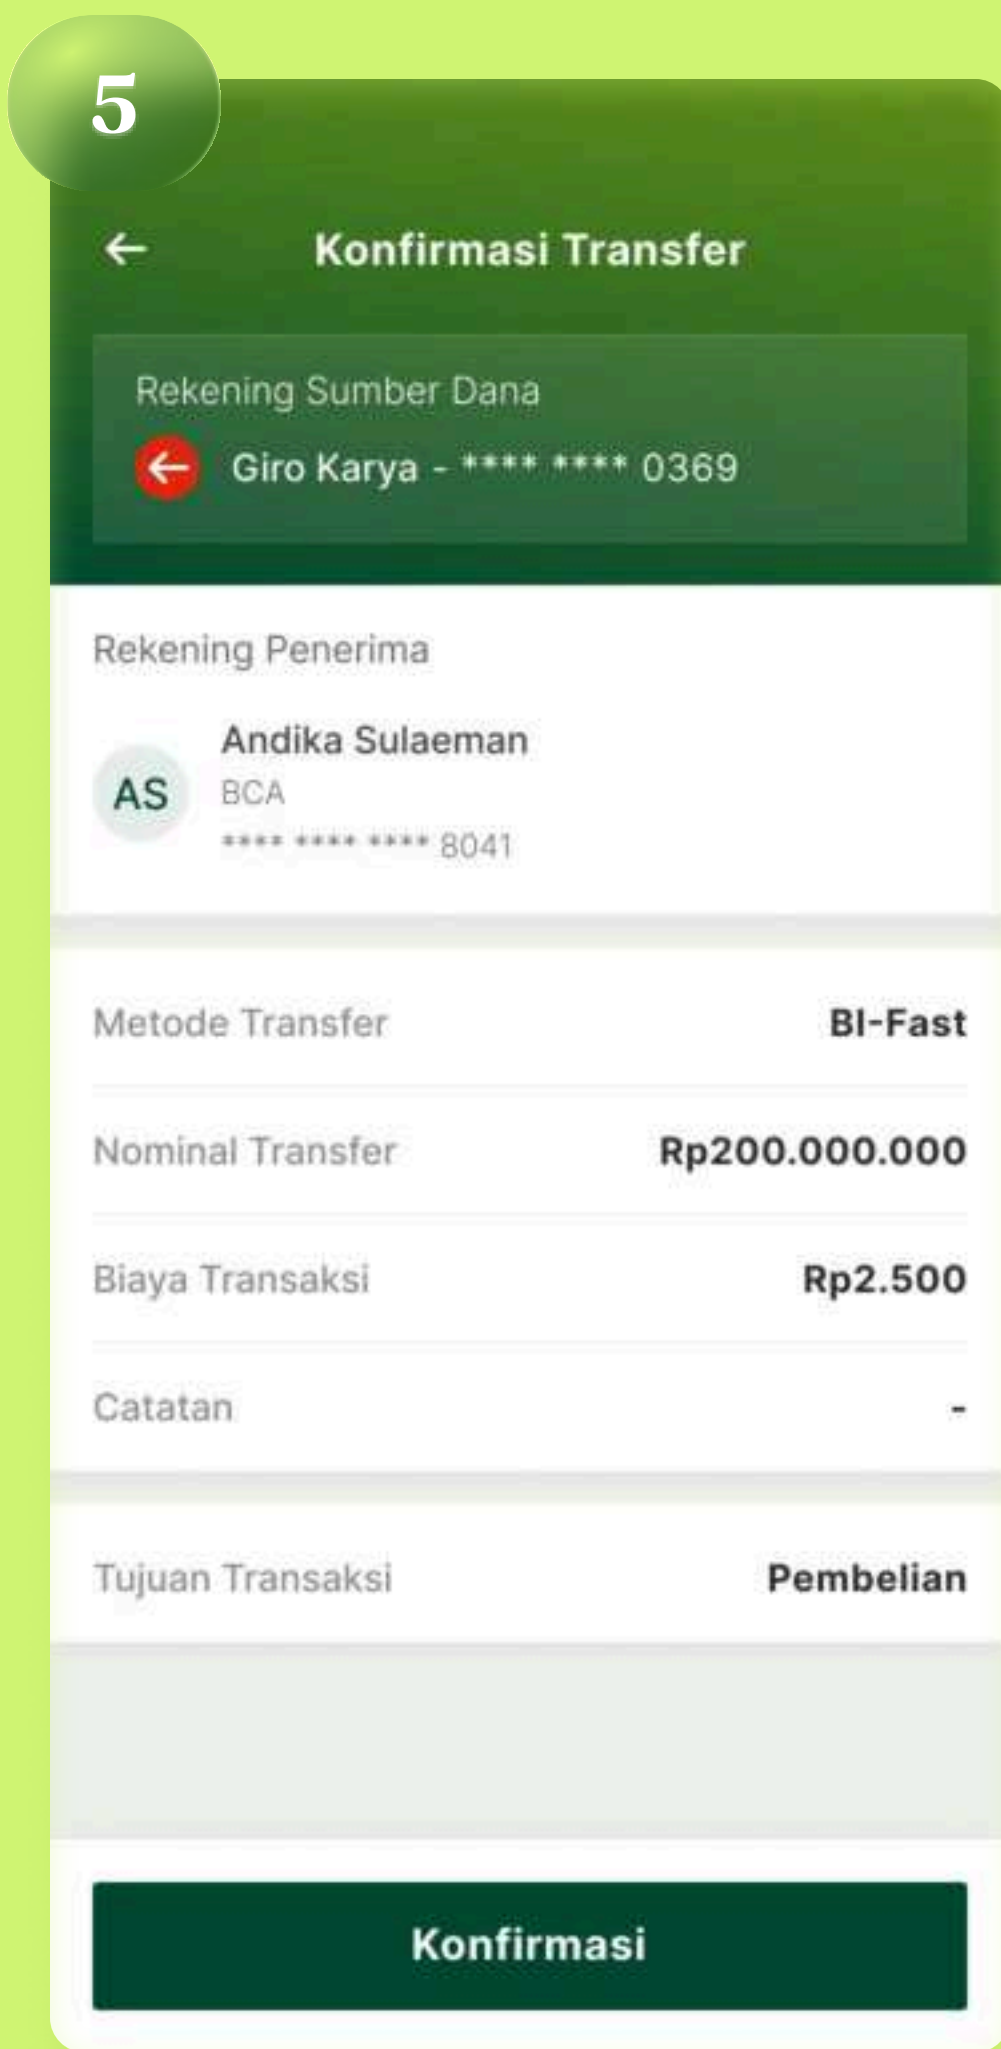 5
Konfirmasi Transfer
Rekening Sumber Dana
Giro Karya - **** **** 0369
Rekening Penerima
Andika Sulaeman
AS
BCA
**** **** **** 8041
Metode Transfer BI-Fast
Nominal Transfer Rp200.000.000
Biaya Transaksi Rp2.500
Catatan -
Tujuan Transaksi Pembelian
Konfirmasi